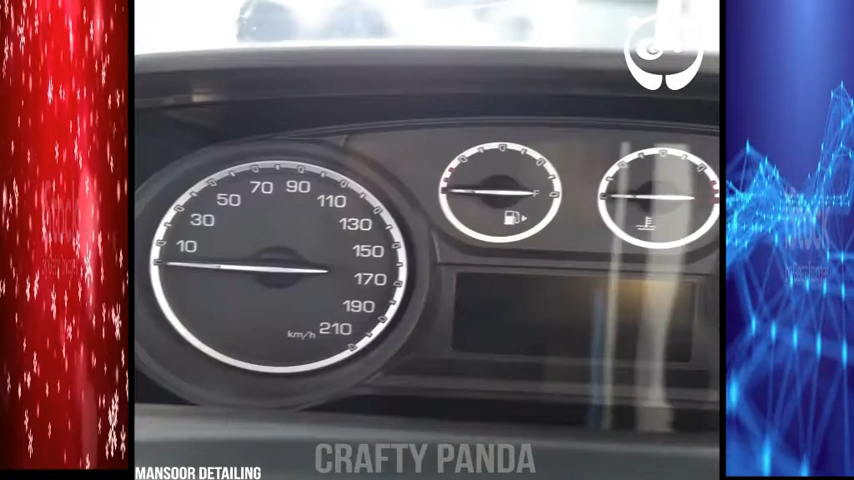 10
30
50
70
90
110
130
150
170
190
210
km/h
F
MANSOOR DETAILING
CRAFTY PANDA